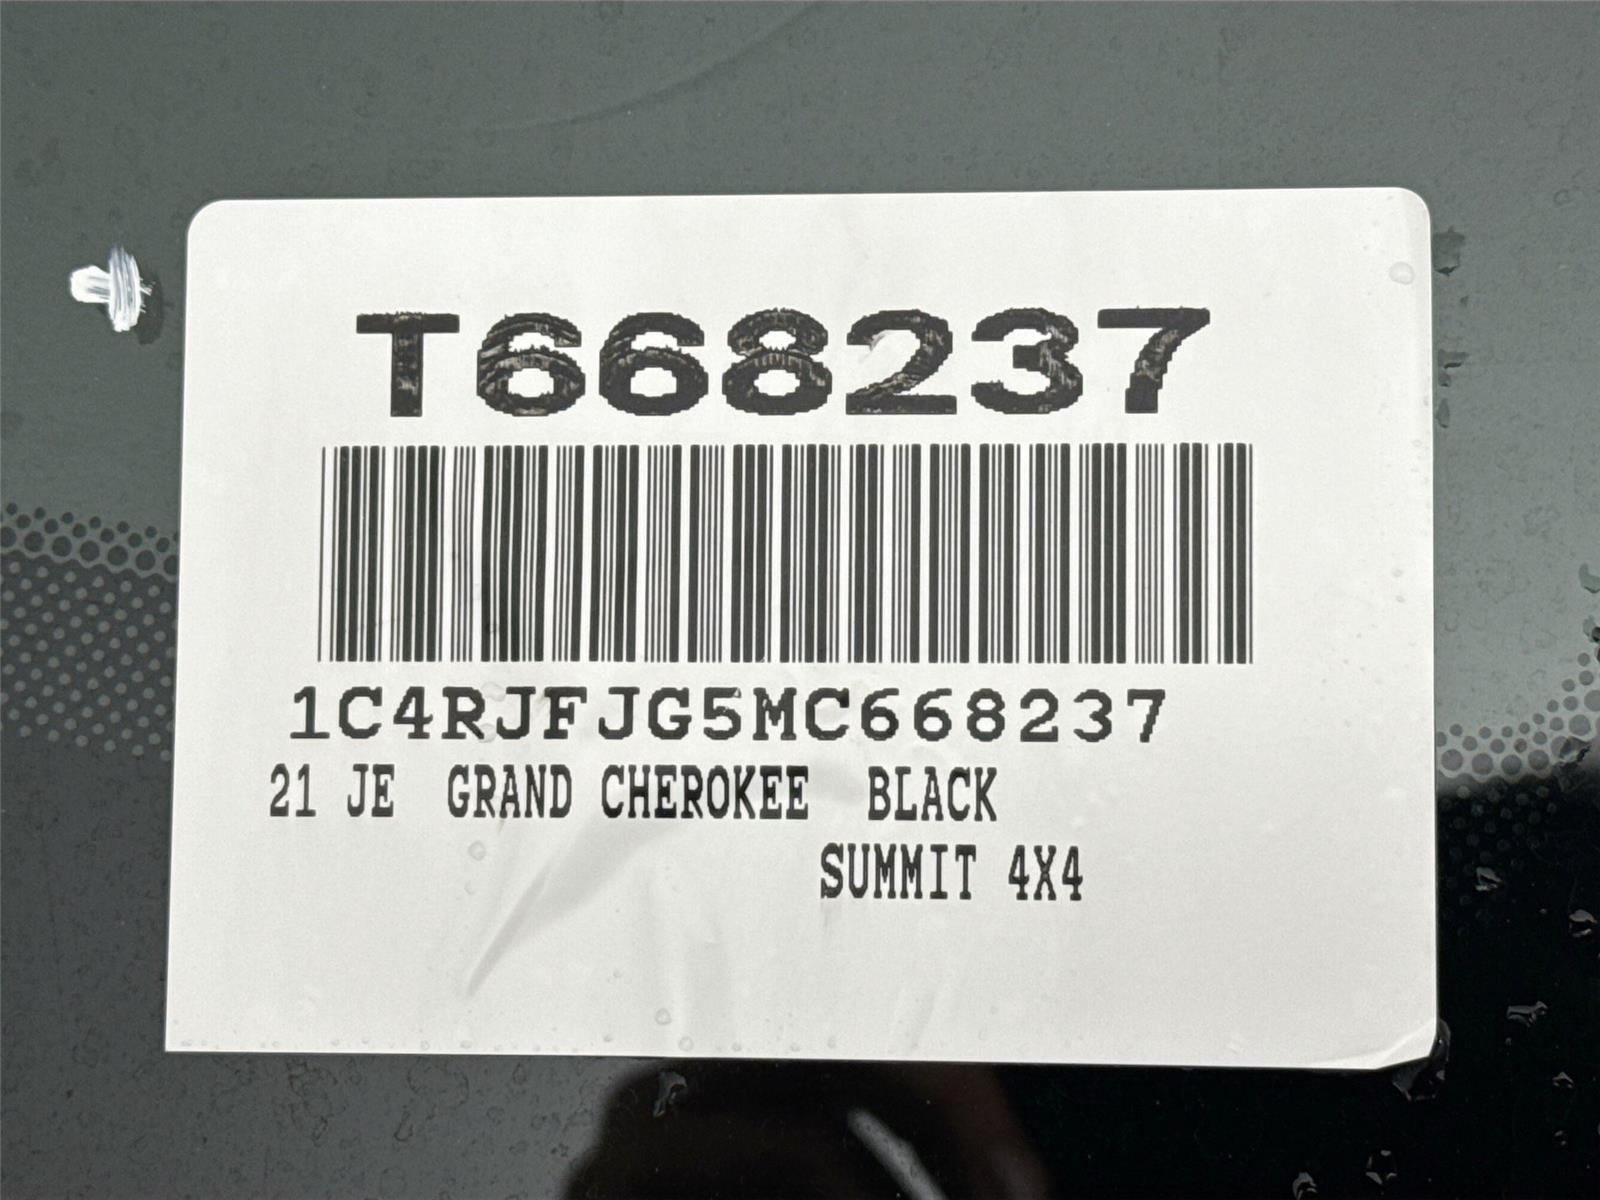 T668237
1C4RJFJG5MC668237
21 JE GRAND CHEROKEE BLACK
SUMMIT 4X4